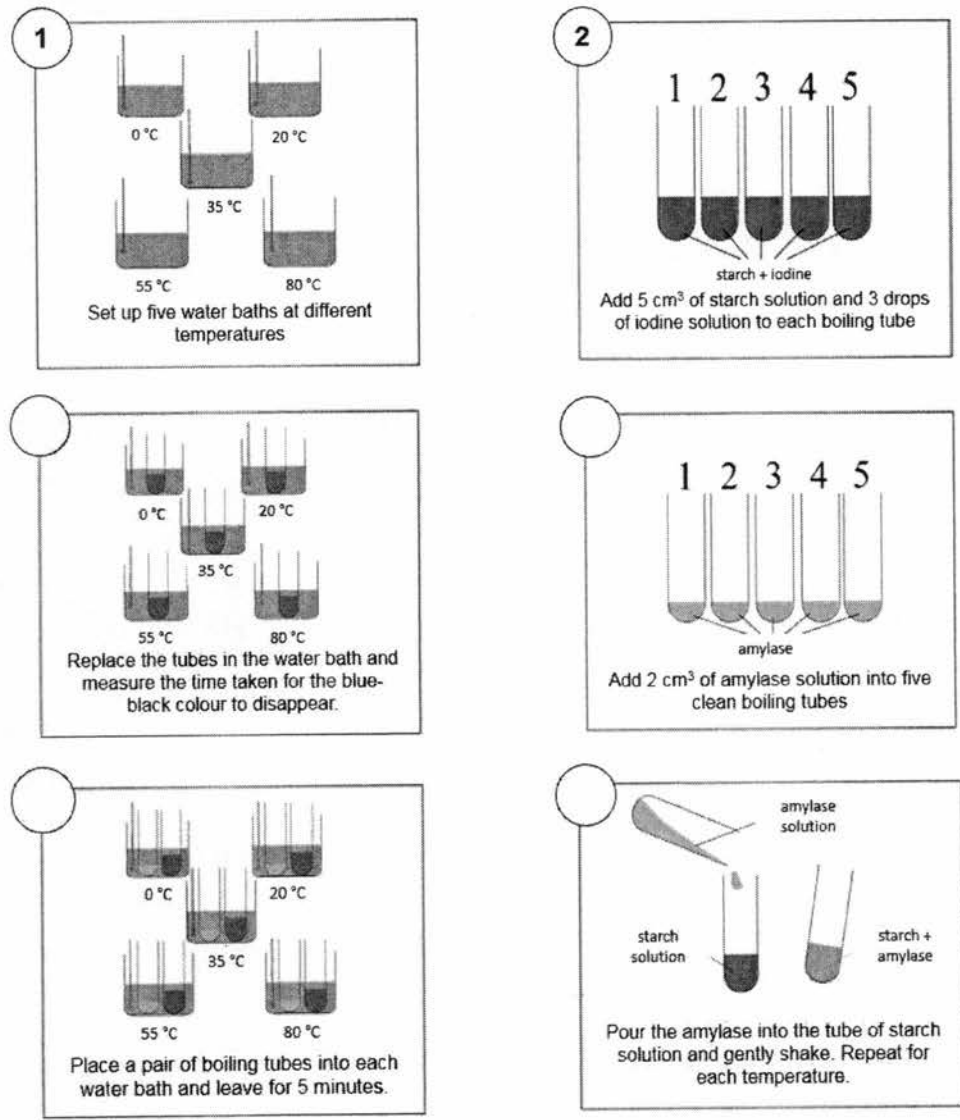 1
0 °C
20 °C
35 °C
55 °C
80 °C
Set up five water baths at different
temperatures
2
1 2 3 4 5
starch + iodine
Add 5 cm³ of starch solution and 3 drops
of iodine solution to each boiling tube
0 °C
20 °C
35 °C
55 °C
80 °C
Replace the tubes in the water bath and
measure the time taken for the blue-
black colour to disappear.
1 2 3 4 5
amylase
Add 2 cm³ of amylase solution into five
clean boiling tubes
0 °C
20 °C
35 °C
55 °C
80 °C
Place a pair of boiling tubes into each
water bath and leave for 5 minutes.
amylase
solution
starch
solution
starch +
amylase
Pour the amylase into the tube of starch
solution and gently shake. Repeat for
each temperature.